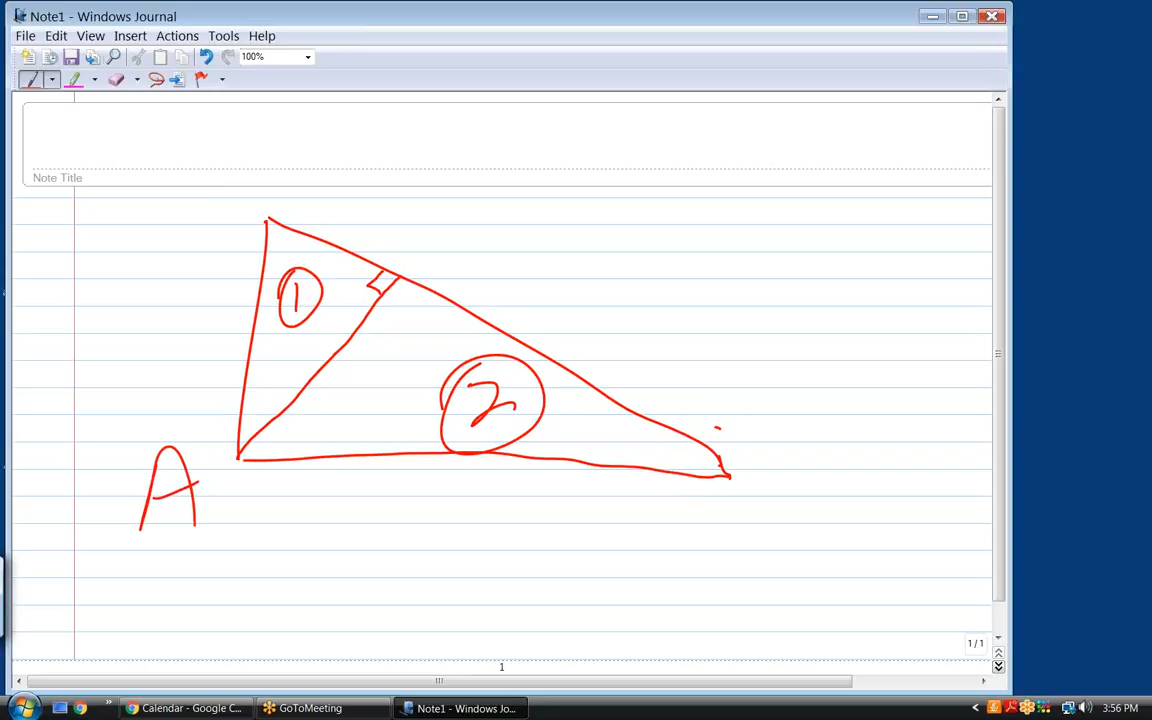 Note1 - Windows Journal
File Edit View Insert Actions Tools Help
100%
Note Title
1
2
A
1 / 1
1
Calendar - Google C... GoToMeeting Note1 - Windows Jo... 3:56 PM